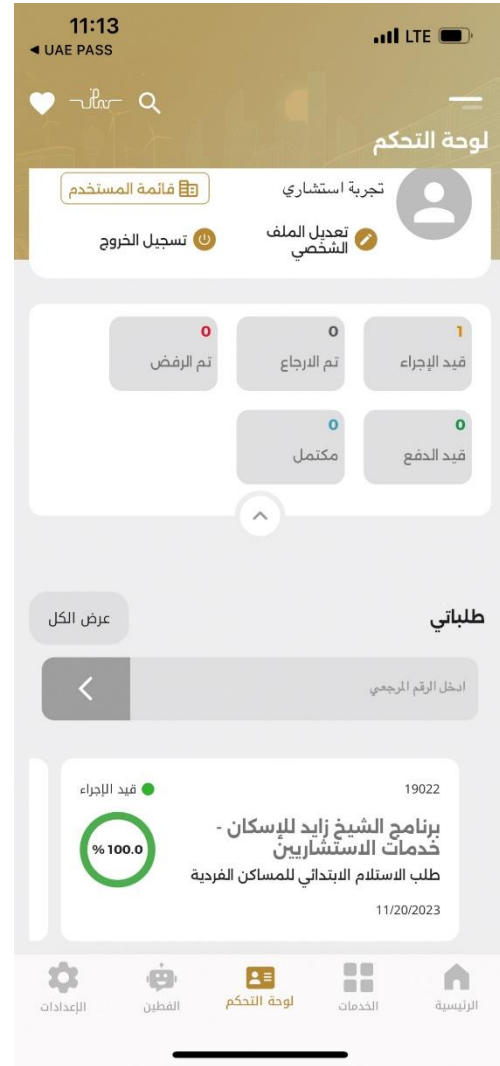 11:13
LTE
◄ UAE PASS
لوحة التحكم
تجربة استشاري
قائمة المستخدم
تعديل الملف
الشخصي
تسجيل الخروج
1
قيد الإجراء
0
تم الارجاع
0
تم الرفض
0
قيد الدفع
0
مكتمل
طلباتي
عرض الكل
ادخل الرقم المرجعي
19022
قيد الإجراء
برنامج الشيخ زايد للإسكان -
خدمات الاستشاريين
% 100.0
طلب الاستلام الابتدائي للمساكن الفردية
11/20/2023
الرئيسية
الخدمات
لوحة التحكم
الفطين
الإعدادات